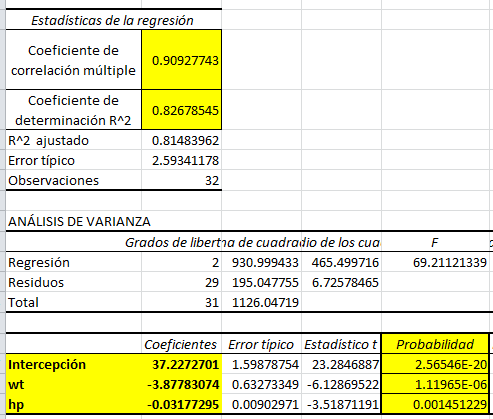 Estadísticas de la regresión
Coeficiente de correlación múltiple 0.90927743
Coeficiente de determinación R^2 0.82678545
R^2 ajustado 0.81483962
Error típico 2.59341178
Observaciones 32
ANÁLISIS DE VARIANZA
Grados de libert na de cuadra dio de los cua F
Regresión 2 930.999433 465.499716 69.21121339
Residuos 29 195.047755 6.72578465
Total 31 1126.04719
Coeficientes Error típico Estadístico t Probabilidad
Intercepción 37.2272701 1.59878754 23.2846887 2.56546E-20
wt -3.87783074 0.63273349 -6.12869522 1.11965E-06
hp -0.03177295 0.00902971 -3.51871191 0.001451229